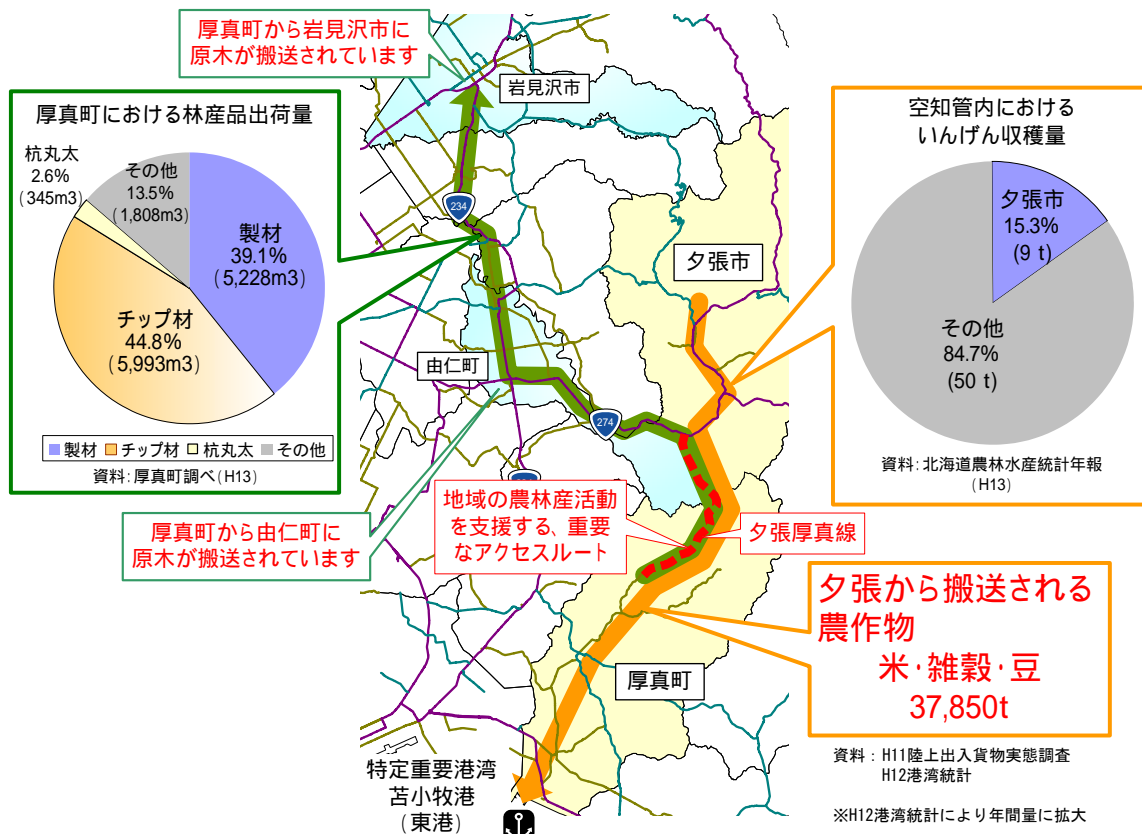 厚真町から岩見沢市に
原木が搬送されています
岩見沢市
厚真町における林産品出荷量
杭丸太
2.6%
(345m3)
その他
13.5%
(1,808m3)
製材
39.1%
(5,228m3)
チップ材
44.8%
(5,993m3)
製材 チップ材 杭丸太 その他
資料:厚真町調べ(H13)
234
夕張市
由仁町
274
空知管内における
いんげん収穫量
夕張市
15.3%
(9 t)
その他
84.7%
(50 t)
資料:北海道農林水産統計年報
(H13)
厚真町から由仁町に
原木が搬送されています
地域の農林産活動
を支援する、重要
なアクセスルート
夕張厚真線
夕張から搬送される
農作物
米・雑穀・豆
37,850t
厚真町
特定重要港湾
苫小牧港
(東港)
資料:H11陸上出入貨物実態調査
H12港湾統計
※H12港湾統計により年間量に拡大